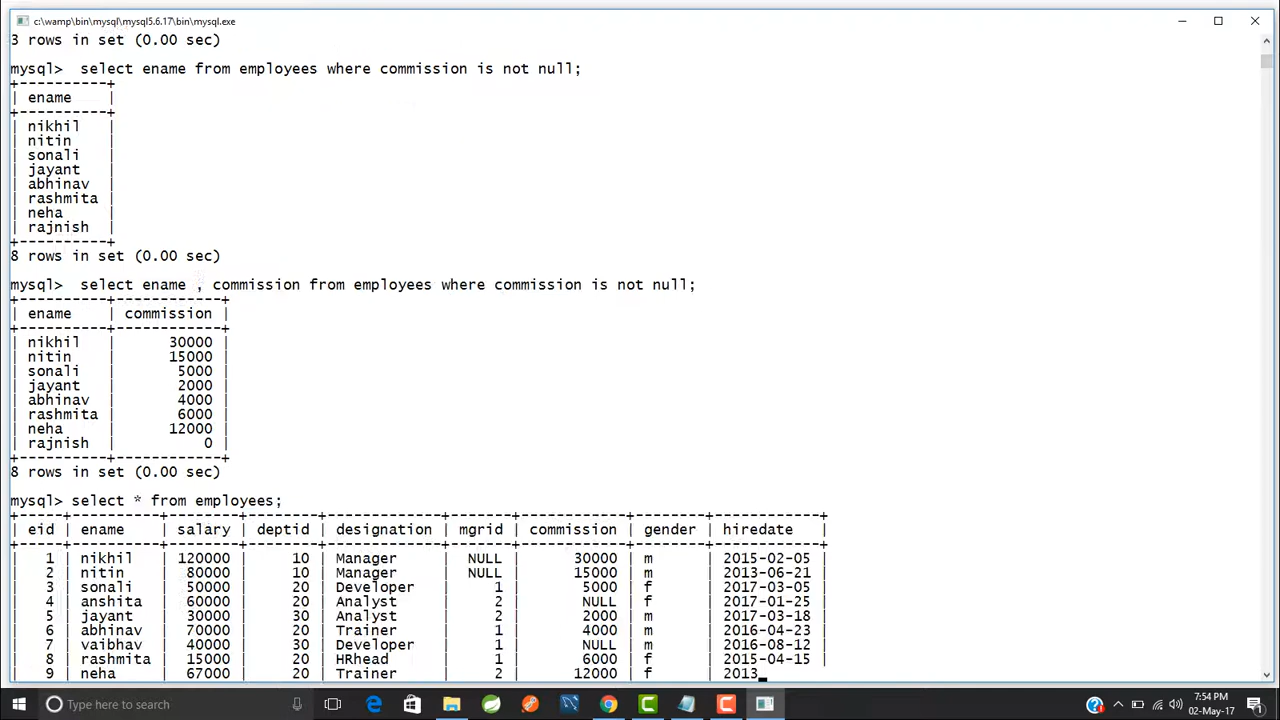 c:\wamp\bin\mysql\mysql5.6.17\bin\mysql.exe
3 rows in set (0.00 sec)
mysql>  select ename from employees where commission is not null;
+----------+
| ename    |
+----------+
| nikhil   |
| nitin    |
| sonali   |
| jayant   |
| abhinav  |
| rashmita |
| neha     |
| rajnish  |
+----------+
8 rows in set (0.00 sec)
mysql>  select ename , commission from employees where commission is not null;
+----------+------------+
| ename    | commission |
+----------+------------+
| nikhil   |      30000 |
| nitin    |      15000 |
| sonali   |       5000 |
| jayant   |       2000 |
| abhinav  |       4000 |
| rashmita |       6000 |
| neha     |      12000 |
| rajnish  |          0 |
+----------+------------+
8 rows in set (0.00 sec)
mysql> select * from employees;
+-----+----------+--------+--------+-------------+-------+------------+--------+------------+
| eid | ename    | salary | deptid | designation | mgrid | commission | gender | hiredate   |
+-----+----------+--------+--------+-------------+-------+------------+--------+------------+
|   1 | nikhil   | 120000 |     10 | Manager     |  NULL |      30000 | m      | 2015-02-05 |
|   2 | nitin    |  80000 |     10 | Manager     |  NULL |      15000 | m      | 2013-06-21 |
|   3 | sonali   |  50000 |     20 | Developer   |     1 |       5000 | f      | 2017-03-05 |
|   4 | anshita  |  60000 |     20 | Analyst     |     2 |       NULL | f      | 2017-01-25 |
|   5 | jayant   |  30000 |     30 | Analyst     |     2 |       2000 | m      | 2017-03-18 |
|   6 | abhinav  |  70000 |     20 | Trainer     |     1 |       4000 | m      | 2016-04-23 |
|   7 | vaibhav  |  40000 |     30 | Developer   |     1 |       NULL | m      | 2016-08-12 |
|   8 | rashmita |  15000 |     20 | HRhead      |     1 |       6000 | f      | 2015-04-15 |
|   9 | neha     |  67000 |     20 | Trainer     |     2 |      12000 | f      | 2013
Type here to search
7:54 PM
02-May-17